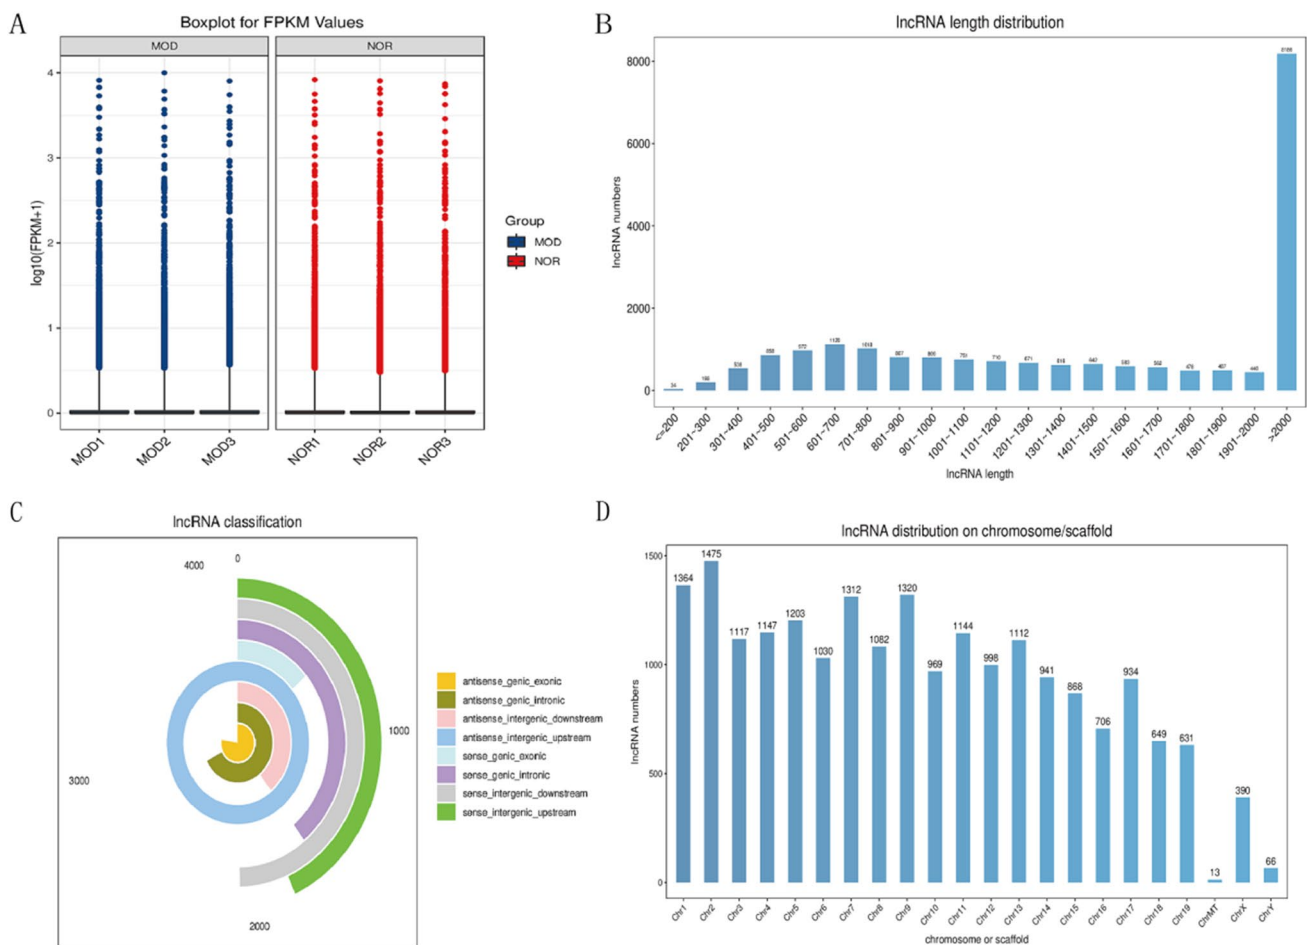 A
Boxplot for FPKM Values
MOD
NOR
4
3
2
1
0
log10(FPKM+1)
MOD1
MOD2
MOD3
NOR1
NOR2
NOR3
Group
MOD
NOR
B
lncRNA length distribution
8000
6000
4000
2000
0
lncRNA numbers
<=200
201~300
301~400
401~500
501~600
601~700
701~800
801~900
901~1000
1001~1100
1101~1200
1201~1300
1301~1400
1401~1500
1501~1600
1601~1700
1701~1800
1801~1900
1901~2000
>2000
lncRNA length
C
lncRNA classification
0
4000
1000
3000
2000
antisense_genic_exonic
antisense_genic_intronic
antisense_intergenic_downstream
antisense_intergenic_upstream
sense_genic_exonic
sense_genic_intronic
sense_intergenic_downstream
sense_intergenic_upstream
D
lncRNA distribution on chromosome/scaffold
1500
1000
500
0
lncRNA numbers
1364
1475
1117
1147
1203
1030
1312
1082
1320
969
1144
998
1112
941
868
706
934
649
631
13
390
66
Chr1
Chr2
Chr3
Chr4
Chr5
Chr6
Chr7
Chr8
Chr9
Chr10
Chr11
Chr12
Chr13
Chr14
Chr15
Chr16
Chr17
Chr18
Chr19
ChrMT
ChrX
ChrY
chromosome or scaffold